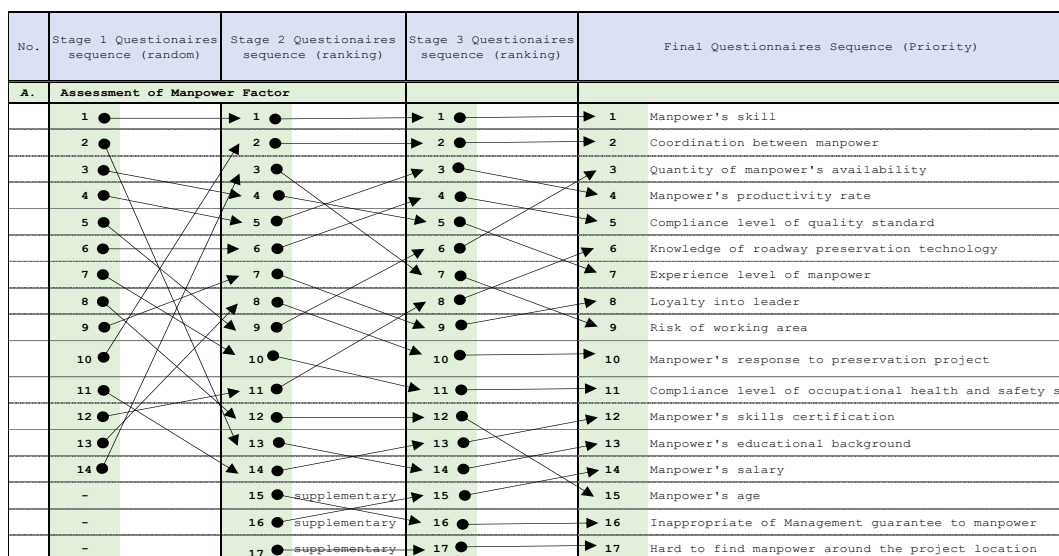 No. Stage 1 Questionaires sequence (random) Stage 2 Questionaires sequence (ranking) Stage 3 Questionaires sequence (ranking) Final Questionnaires Sequence (Priority)
A. Assessment of Manpower Factor
1 1 1 1 Manpower's skill
2 2 2 2 Coordination between manpower
3 3 3 3 Quantity of manpower's availability
4 4 4 4 Manpower's productivity rate
5 5 5 5 Compliance level of quality standard
6 6 6 6 Knowledge of roadway preservation technology
7 7 7 7 Experience level of manpower
8 8 8 8 Loyalty into leader
9 9 9 9 Risk of working area
10 10 10 10 Manpower's response to preservation project
11 11 11 11 Compliance level of occupational health and safety s
12 12 12 12 Manpower's skills certification
13 13 13 13 Manpower's educational background
14 14 14 14 Manpower's salary
- 15 supplementary 15 15 Manpower's age
- 16 supplementary 16 16 Inappropriate of Management guarantee to manpower
- 17 supplementary 17 17 Hard to find manpower around the project location